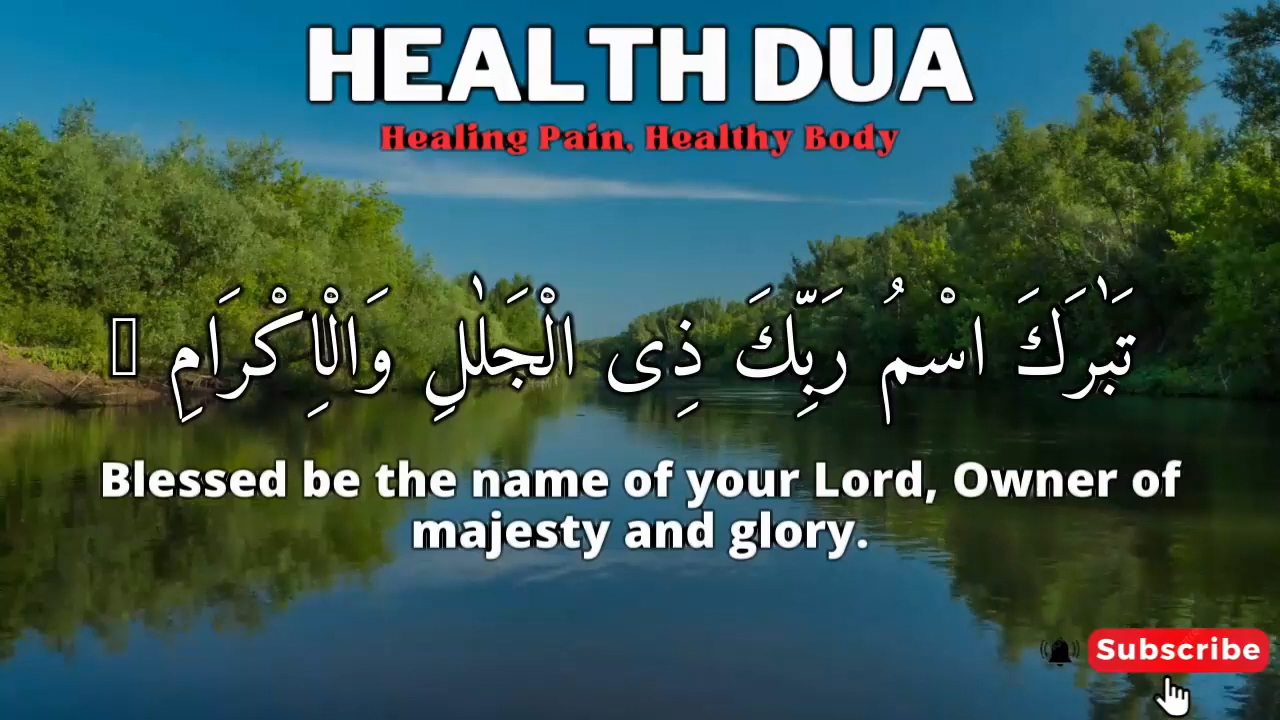 HEALTH DUA
Healing Pain, Healthy Body
تَبٰرَكَ اسْمُ رَبِّكَ ذِى الْجَلٰلِ وَالْاِكْرَامِ
Blessed be the name of your Lord, Owner of
majesty and glory.
Subscribe